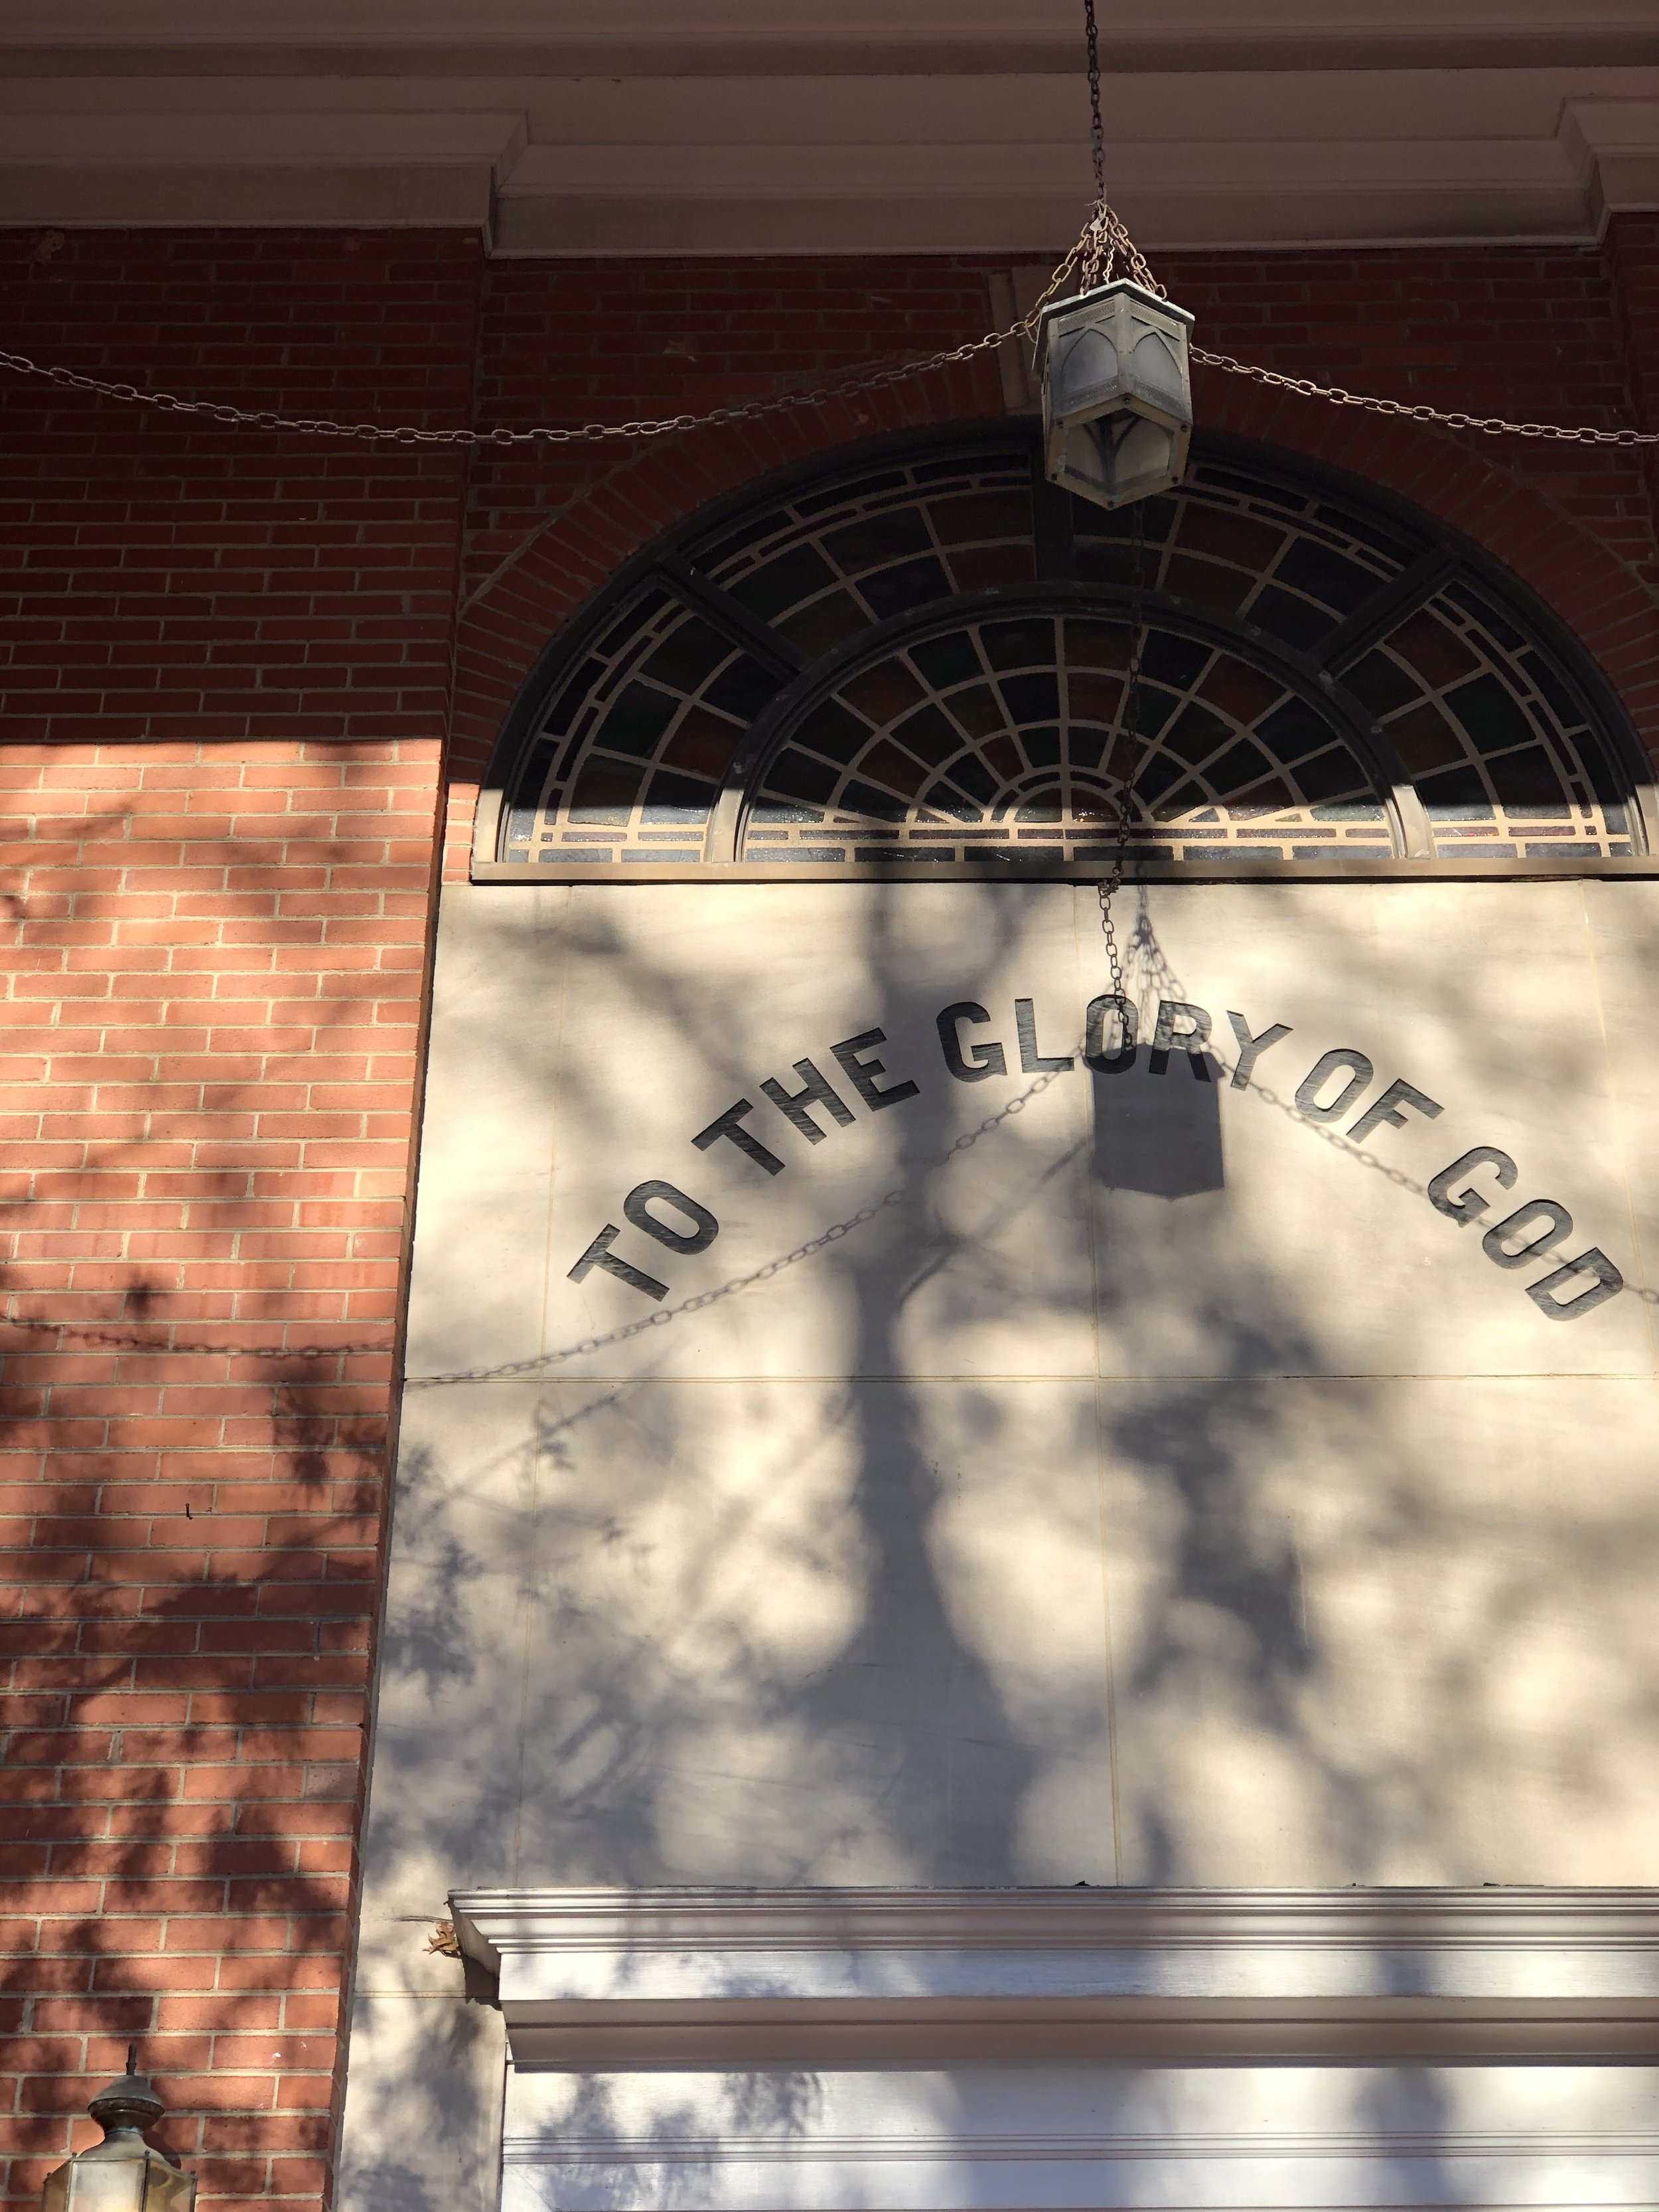 TO THE GLORY OF GOD